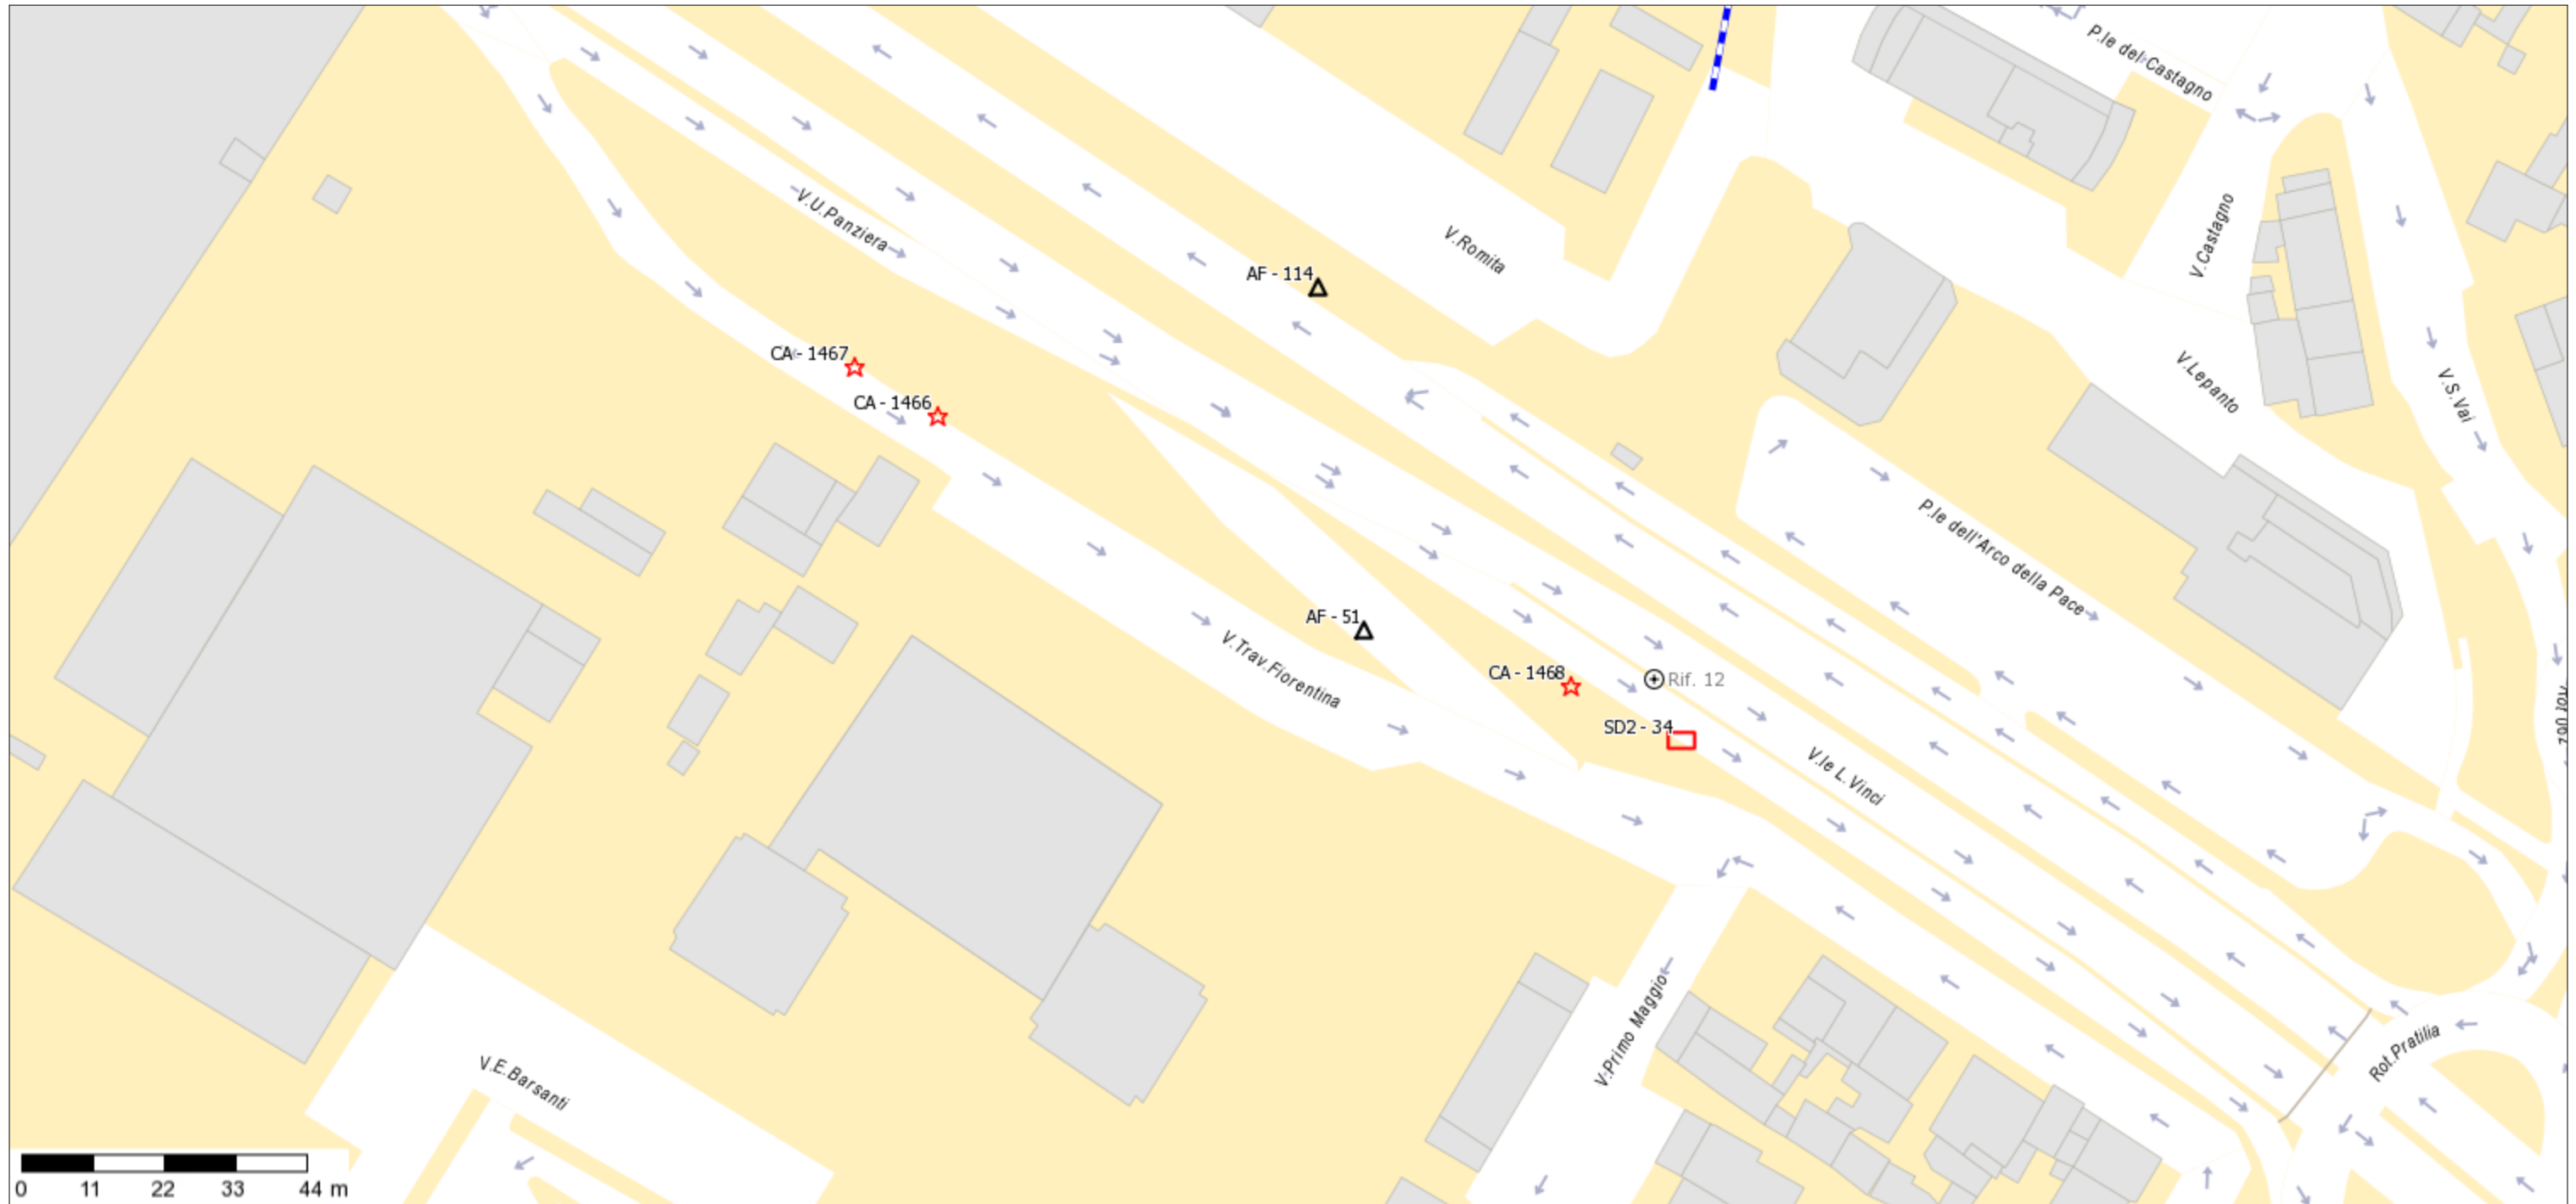 P.le del Castagno
V.U.Panziera
V.Romita
V.Castagno
AF - 114
CA - 1467
CA - 1466
V.Lepanto
V.S.Vai
P.le dell'Arco della Pace
AF - 51
V.Trav.Fiorentina
CA - 1468
Rif. 12
SD2 - 34
V.le L.Vinci
V.Primo Maggio
Rot.Pratilia
V.E.Barsanti
0 11 22 33 44 m